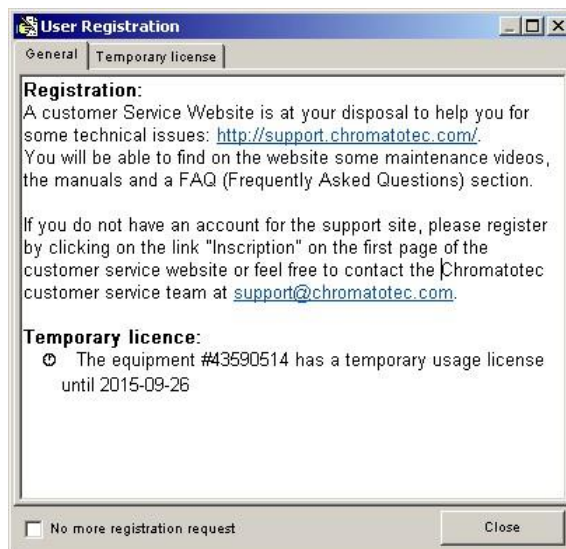 User Registration
General Temporary license
Registration:
A customer Service Website is at your disposal to help you for
some technical issues: http://support.chromatotec.com/.
You will be able to find on the website some maintenance videos,
the manuals and a FAQ (Frequently Asked Questions) section.
If you do not have an account for the support site, please register
by clicking on the link "Inscription" on the first page of the
customer service website or feel free to contact the Chromatotec
customer service team at support@chromatotec.com.
Temporary licence:
The equipment #43590514 has a temporary usage license
until 2015-09-26
No more registration request
Close